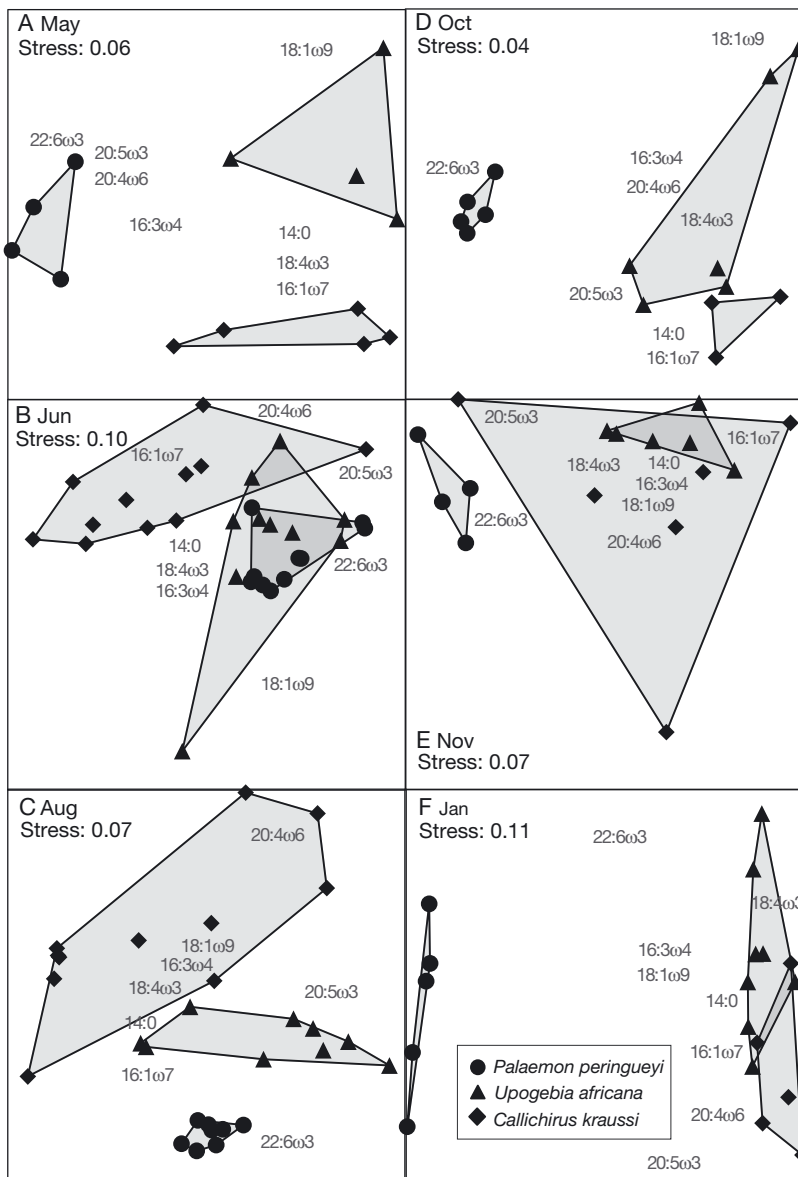 A May
Stress: 0.06
18:1ω9
22:6ω3
20:5ω3
20:4ω6
16:3ω4
14:0
18:4ω3
16:1ω7
B Jun
Stress: 0.10
20:4ω6
16:1ω7
20:5ω3
14:0
18:4ω3
16:3ω4
22:6ω3
18:1ω9
C Aug
Stress: 0.07
20:4ω6
18:1ω9
16:3ω4
18:4ω3
20:5ω3
14:0
16:1ω7
22:6ω3
D Oct
Stress: 0.04
18:1ω9
16:3ω4
22:6ω3
20:4ω6
18:4ω3
20:5ω3
14:0
16:1ω7
20:5ω3
16:1ω7
18:4ω3
14:0
16:3ω4
22:6ω3
18:1ω9
20:4ω6
E Nov
Stress: 0.07
F Jan
Stress: 0.11
22:6ω3
18:4ω3
16:3ω4
18:1ω9
14:0
16:1ω7
20:4ω6
20:5ω3
Palaemon peringueyi
Upogebia africana
Callichirus kraussi